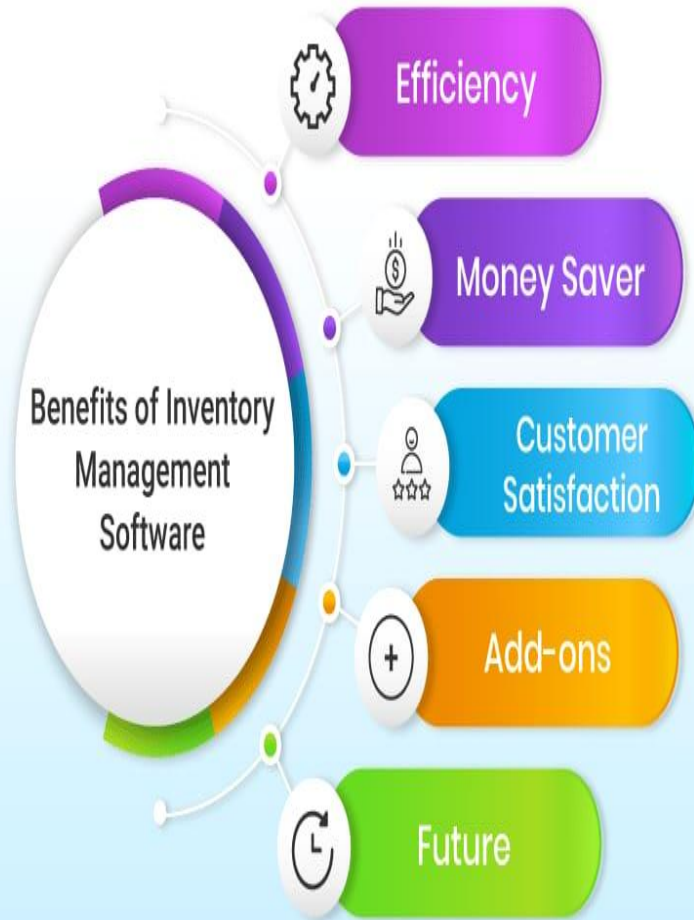 Efficiency
Money Saver
Benefits of Inventory
Management
Software
Customer
Satisfaction
Add-ons
Future